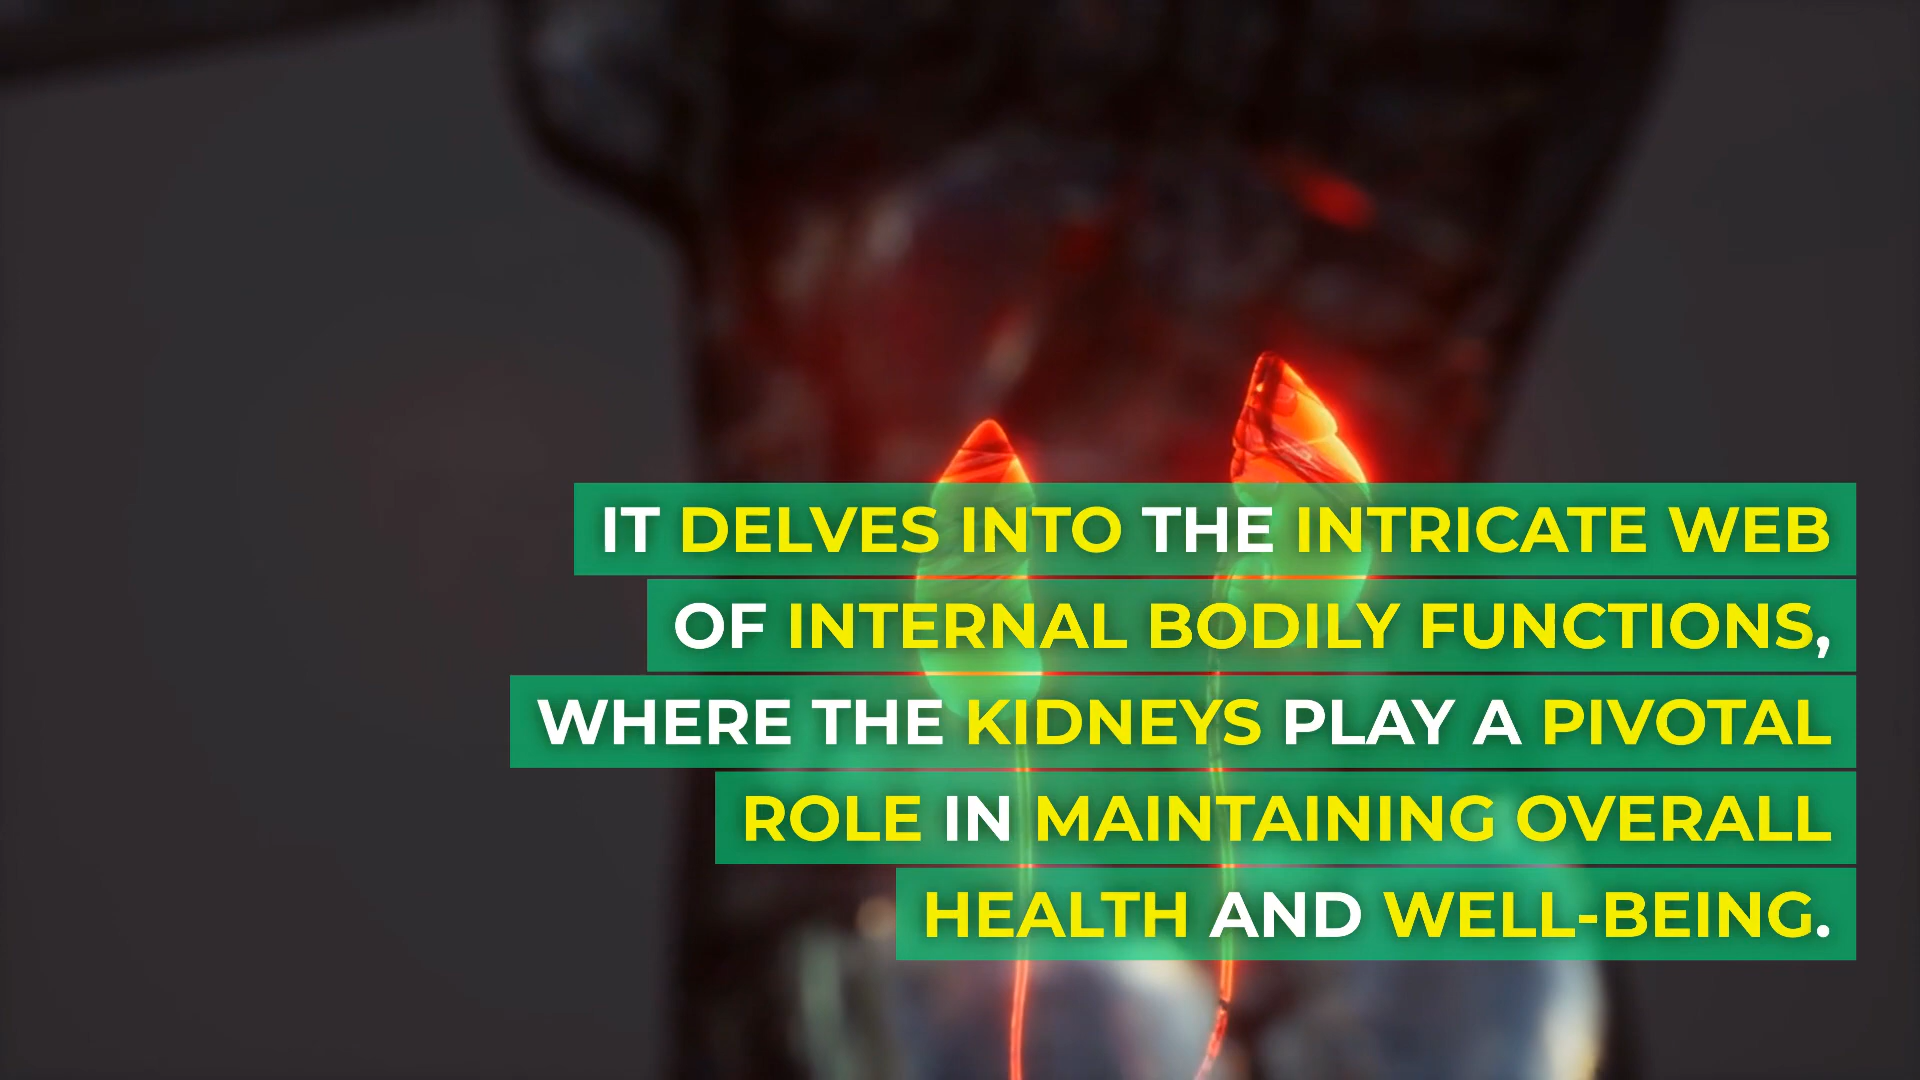 IT DELVES INTO THE INTRICATE WEB
OF INTERNAL BODILY FUNCTIONS,
WHERE THE KIDNEYS PLAY A PIVOTAL
ROLE IN MAINTAINING OVERALL
HEALTH AND WELL-BEING.